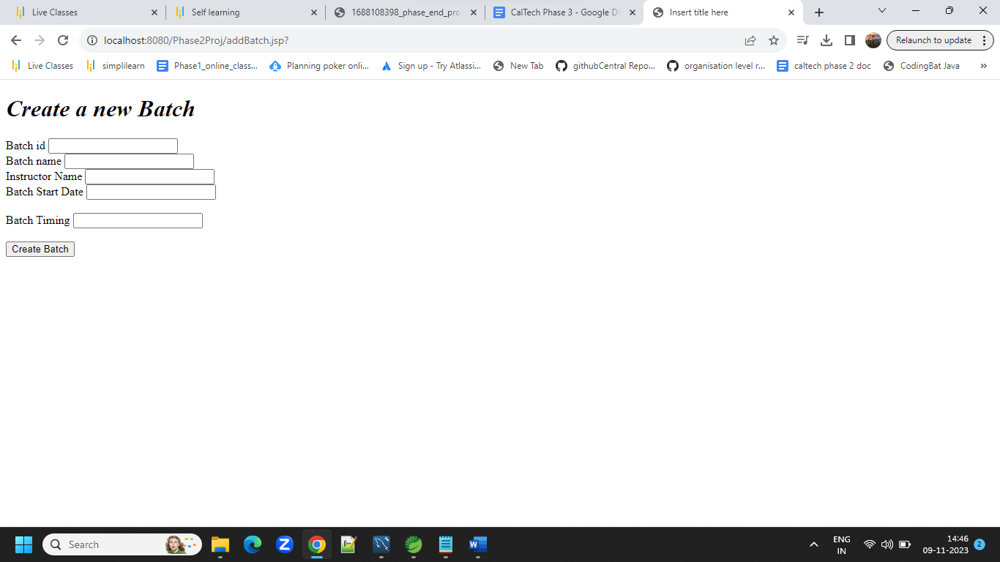 Live Classes
Self learning
1688108398_phase_end_pro
CalTech Phase 3 - Google Do
Insert title here
localhost:8080/Phase2Proj/addBatch.jsp?
Relaunch to update
Live Classes
simplilearn
Phase1_online_class...
Planning poker onli...
Sign up - Try Atlassi...
New Tab
githubCentral Repo...
organisation level r...
caltech phase 2 doc
CodingBat Java
»
Create a new Batch
Batch id
Batch name
Instructor Name
Batch Start Date
Batch Timing
Create Batch
Search
ENG
IN
14:46
09-11-2023
2